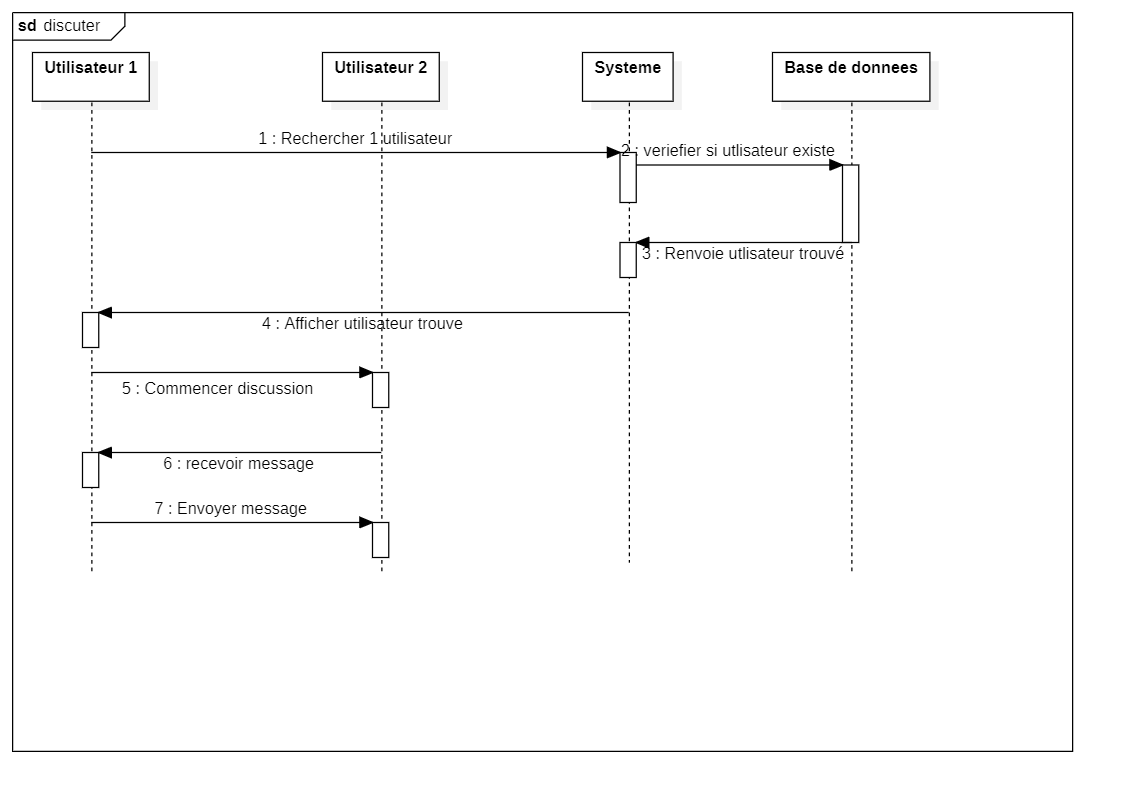 sd discuter
Utilisateur 1
Utilisateur 2
Systeme
Base de donnees
1 : Rechercher 1 utilisateur
2 : veriefier si utlisateur existe
3 : Renvoie utlisateur trouvé
4 : Afficher utilisateur trouve
5 : Commencer discussion
6 : recevoir message
7 : Envoyer message